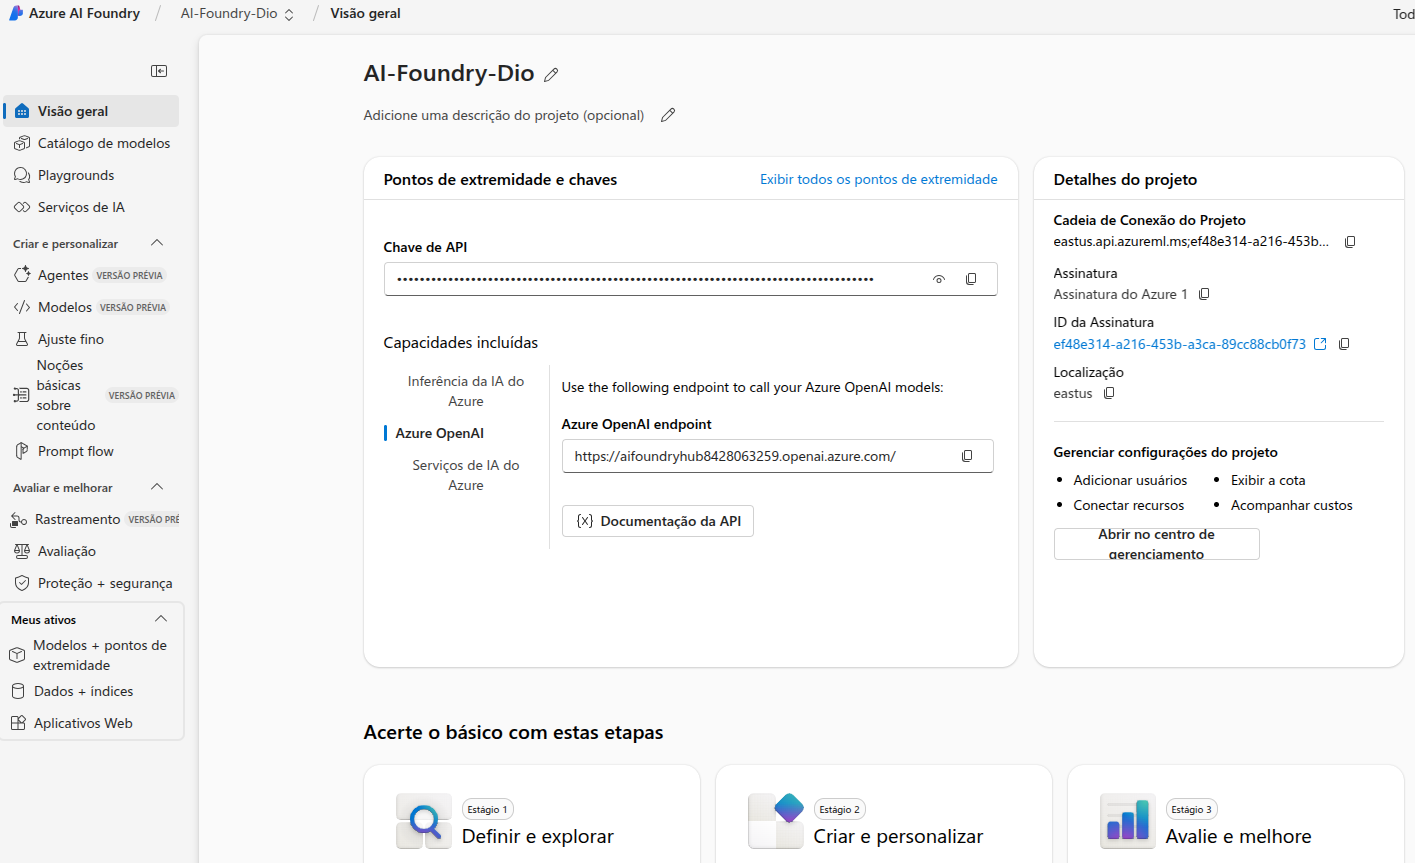 Azure AI Foundry / AI-Foundry-Dio / Visão geral
Tod
Visão geral
Catálogo de modelos
Playgrounds
Serviços de IA
Criar e personalizar
Agentes VERSÃO PRÉVIA
Modelos VERSÃO PRÉVIA
Ajuste fino
Noções
básicas
sobre
conteúdo
VERSÃO PRÉVIA
Prompt flow
Avaliar e melhorar
Rastreamento VERSÃO PRÉ
Avaliação
Proteção + segurança
Meus ativos
Modelos + pontos de
extremidade
Dados + índices
Aplicativos Web
AI-Foundry-Dio
Adicione uma descrição do projeto (opcional)
Pontos de extremidade e chaves
Exibir todos os pontos de extremidade
Chave de API
Capacidades incluídas
Inferência da IA do
Azure
Azure OpenAI
Serviços de IA do
Azure
Use the following endpoint to call your Azure OpenAI models:
Azure OpenAI endpoint
https://aifoundryhub8428063259.openai.azure.com/
{x} Documentação da API
Detalhes do projeto
Cadeia de Conexão do Projeto
eastus.api.azureml.ms;ef48e314-a216-453b...
Assinatura
Assinatura do Azure 1
ID da Assinatura
ef48e314-a216-453b-a3ca-89cc88cb0f73
Localização
eastus
Gerenciar configurações do projeto
• Adicionar usuários
• Exibir a cota
• Conectar recursos
• Acompanhar custos
Abrir no centro de
gerenciamento
Acerte o básico com estas etapas
Estágio 1
Definir e explorar
Estágio 2
Criar e personalizar
Estágio 3
Avalie e melhore